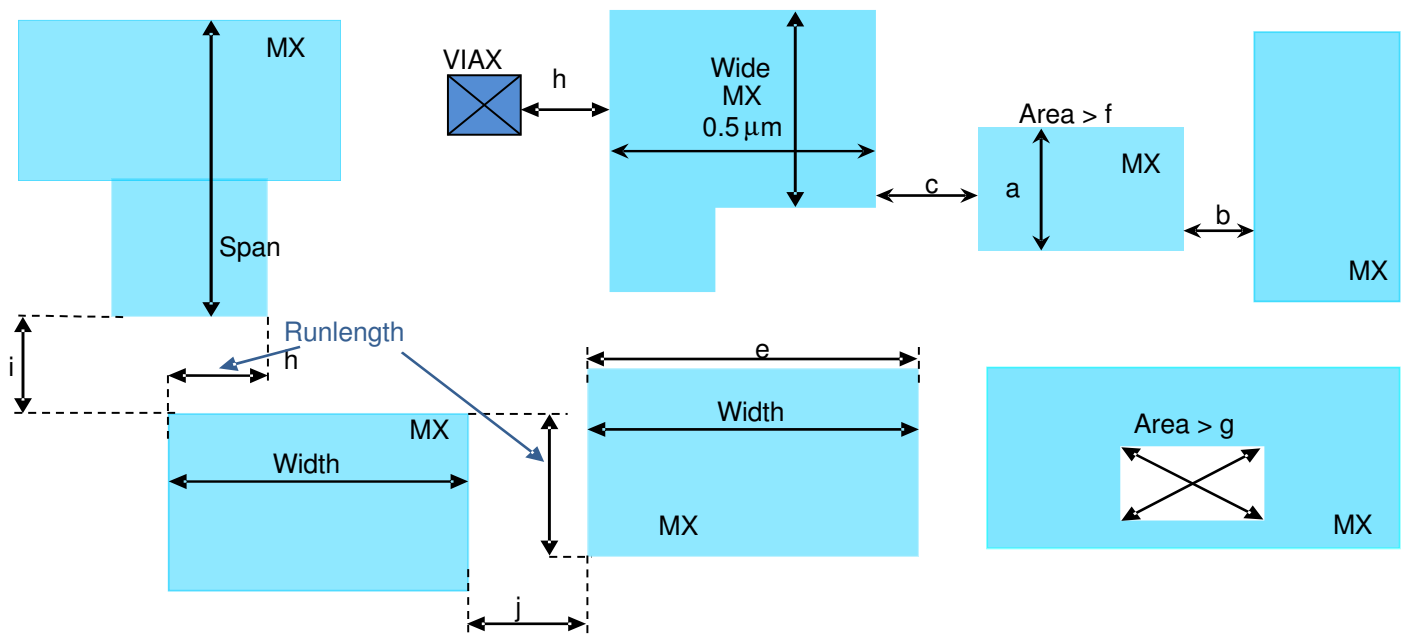 MX
VIAX
h
Wide
MX
0.5 µm
Area > f
MX
a
c
b
MX
Span
Runlength
h
i
e
MX
Width
Width
MX
Area > g
MX
j